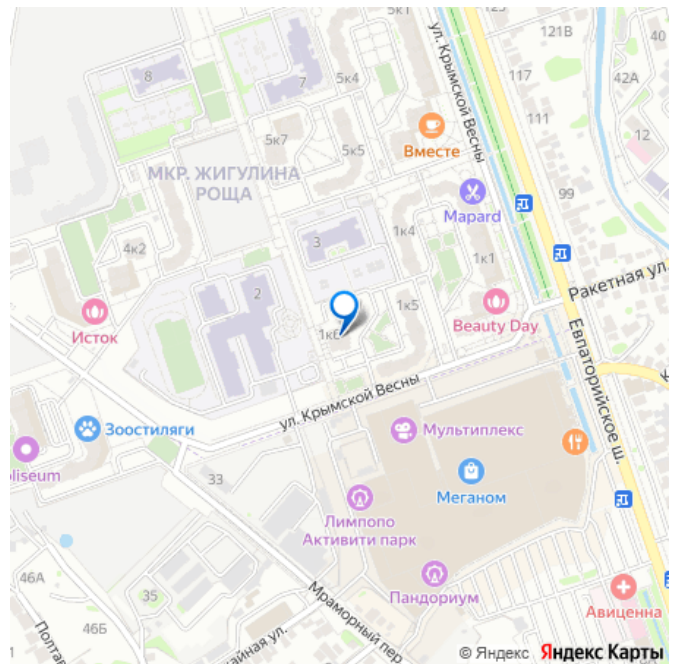 5к1
125
121В
40
ул. Крымской Весны
8
7
5к4
117
42А
111
12
5к7
5к5
Вместе
МКР. ЖИГУЛИНА
РОЩА
99
Mapard
4к2
3
1к4
1к1
Ракетная ул.
2
1к5
Исток
1к6
Beauty Day
Евпаторийское ш.
ул. Крымской Весны
Зоостиляги
Мультиплекс
oliseum
33
Меганом
Лимпопо
Активити парк
46А
35
Пандориум
Авиценна
46Б
Мраморный пер.
Полтав
айная ул.
© Яндекс Яндекс Карты